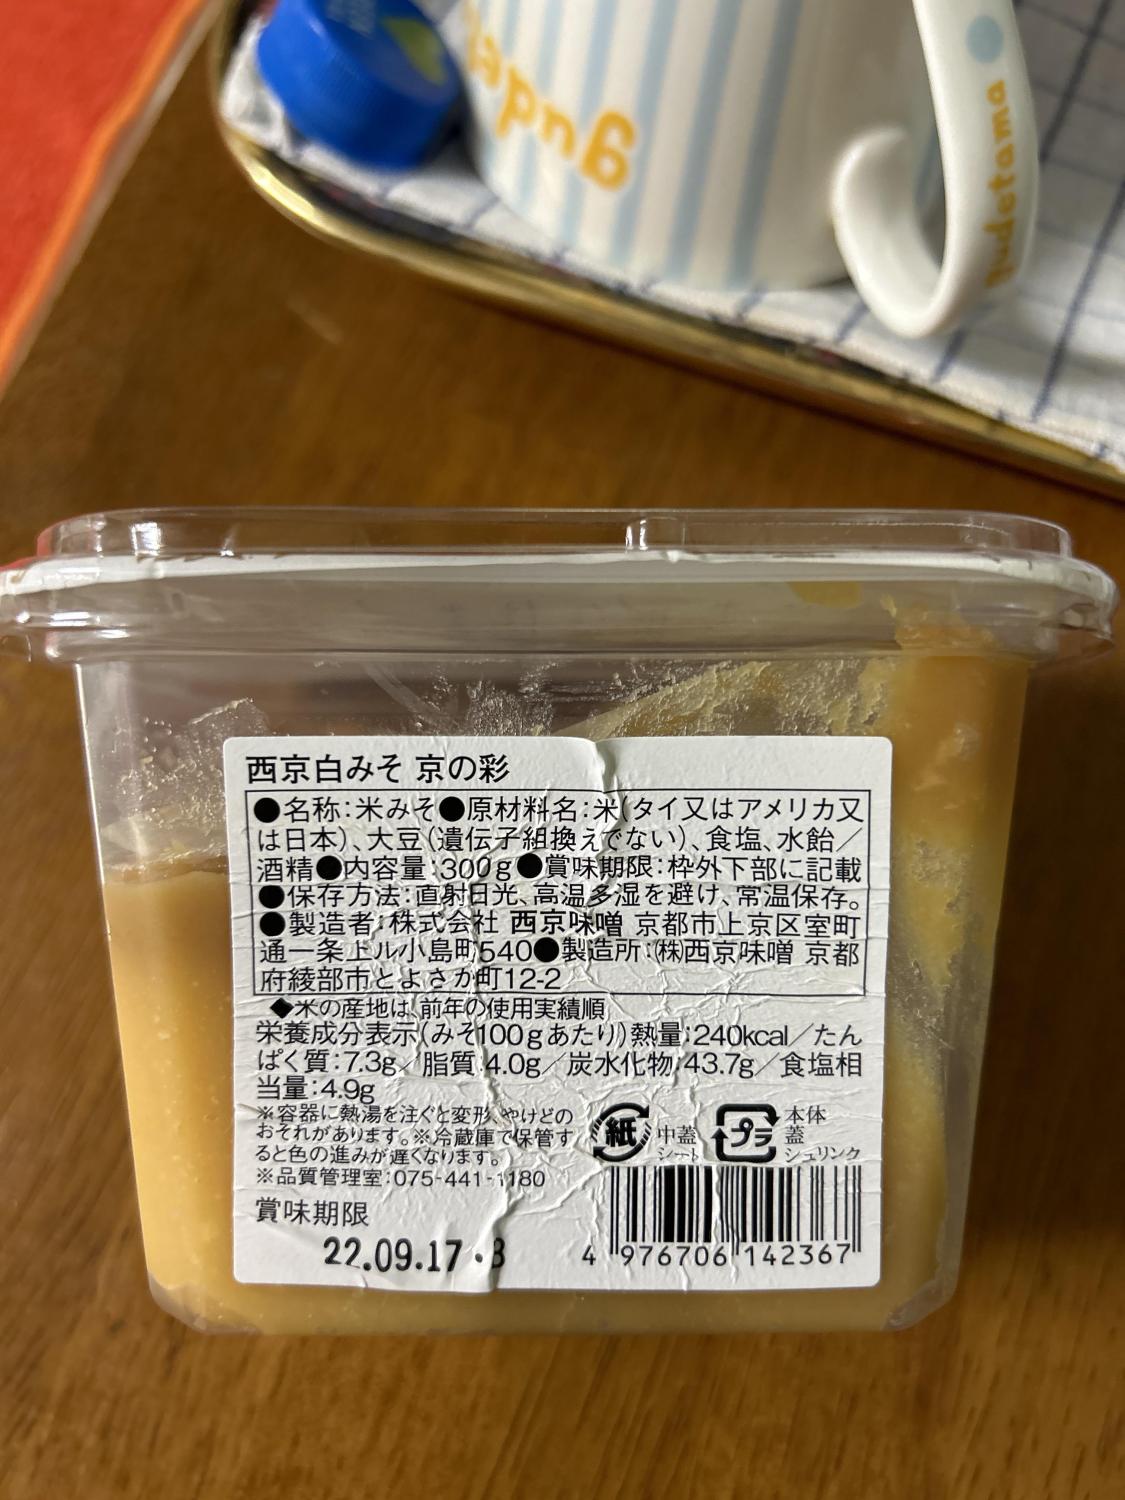 gudetama
gudetama
西京白みそ 京の彩
●名称:米みそ●原材料名:米(タイ又はアメリカ又
は日本)、大豆(遺伝子組換えでない)、食塩、水飴/
酒精●内容量:300g●賞味期限:枠外下部に記載
●保存方法:直射日光、高温多湿を避け、常温保存。
●製造者:株式会社 西京味噌 京都市上京区室町
通一条上ル小島町540●製造所:㈱西京味噌 京都
府綾部市とよさか町12-2
◆米の産地は、前年の使用実績順
栄養成分表示(みそ100gあたり)熱量:240kcal/たん
ぱく質:7.3g/脂質:4.0g/炭水化物:43.7g/食塩相
当量:4.9g
※容器に熱湯を注ぐと変形、やけどの
おそれがあります。※冷蔵庫で保管す
ると色の進みが遅くなります。
※品質管理室:075-441-1180
紙 中蓋
シート
プラ 本体
蓋
シュリンク
賞味期限
22.09.17・B
4 976706 142367